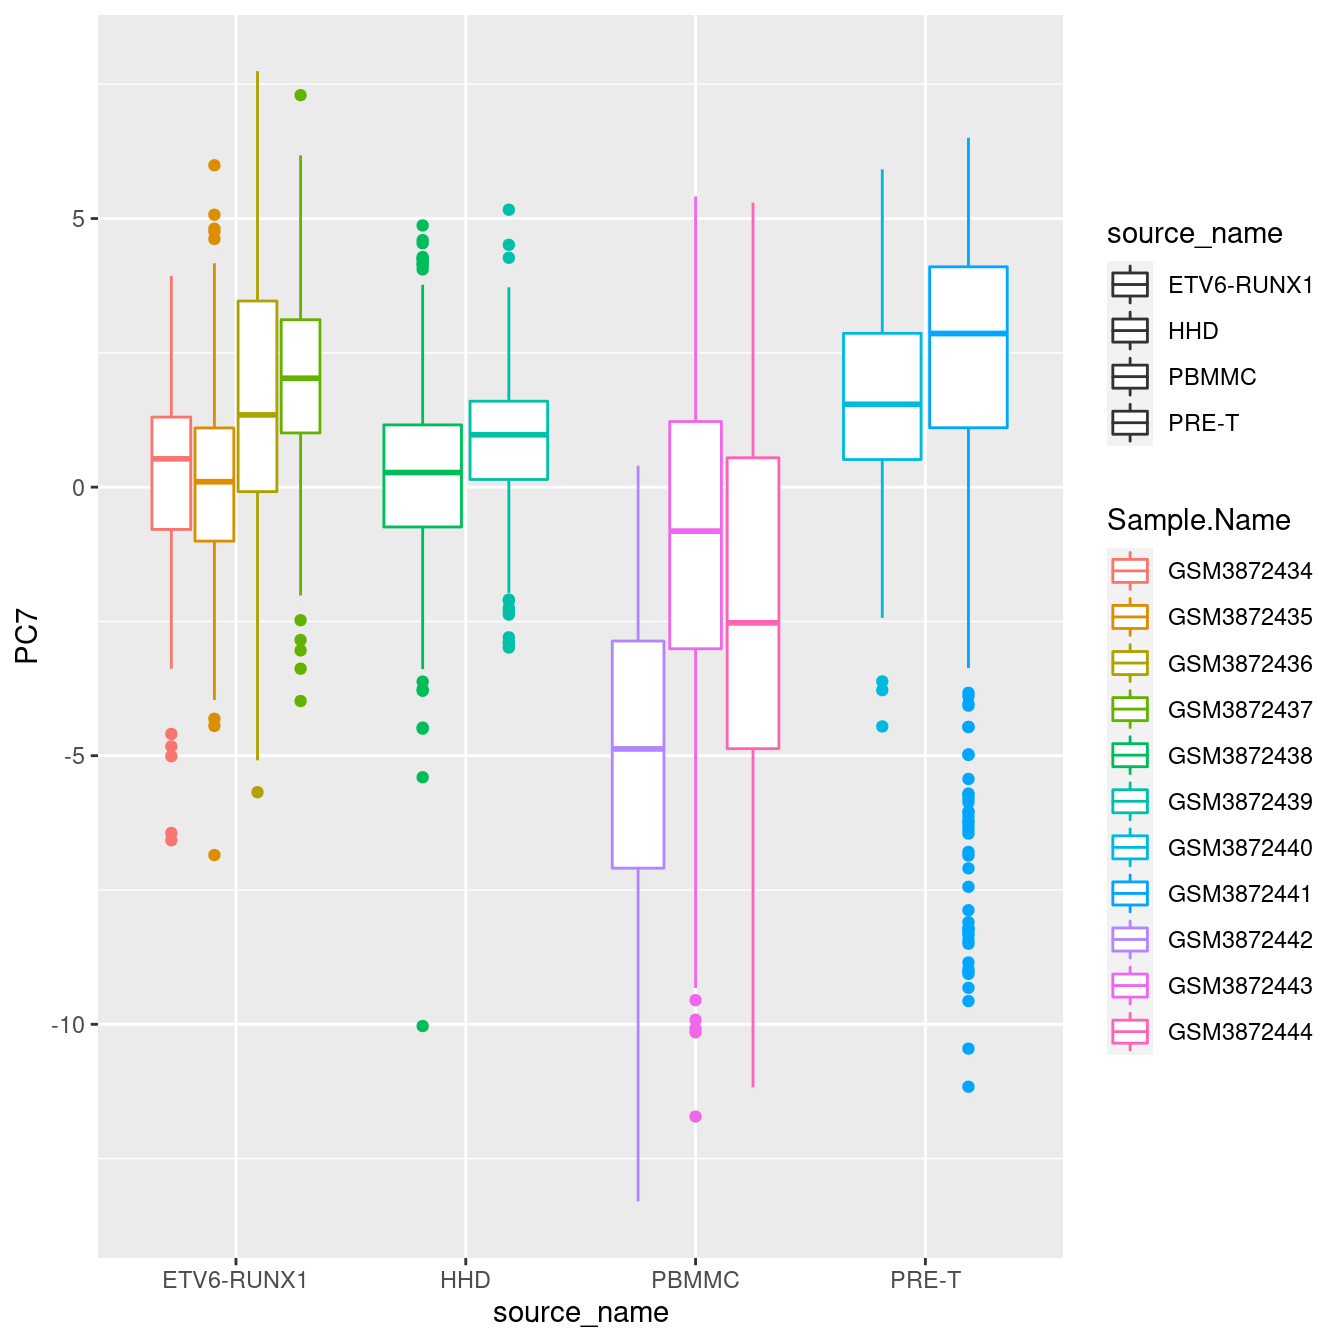 PC7
5
0
-5
-10
ETV6-RUNX1 HHD PBMMC PRE-T
source_name
source_name
ETV6-RUNX1
HHD
PBMMC
PRE-T
Sample.Name
GSM3872434
GSM3872435
GSM3872436
GSM3872437
GSM3872438
GSM3872439
GSM3872440
GSM3872441
GSM3872442
GSM3872443
GSM3872444